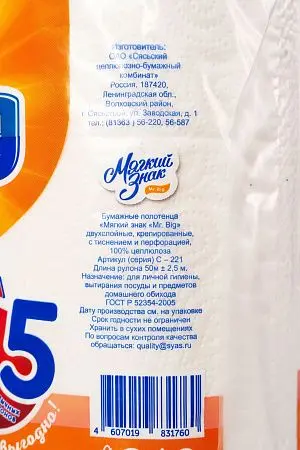 Изготовитель:
ОАО «Сясьский
целлюлозно-бумажный
комбинат»
Россия, 187420,
Ленинградская обл.,
Волховский район,
г. Сясьстрой, ул. Заводская, д. 1
тел.: (81363) 56-220, 56-587
Мягкий
Знак
Mr. Big
Бумажные полотенца
«Мягкий знак «Mr. Big»
двухслойные, крепированные,
с тиснением и перфорацией,
100% целлюлоза
Артикул (серия) С – 221
Длина рулона 50м ± 2,5 м.
Назначение: для личной гигиены,
вытирания посуды и предметов
домашнего обихода
ГОСТ Р 52354-2005
Дата производства см. на упаковке
Срок годности не ограничен
Хранить в сухих помещениях
По вопросам контроля качества
обращаться: quality@syas.ru
5
выгодно!
4 607019 831760